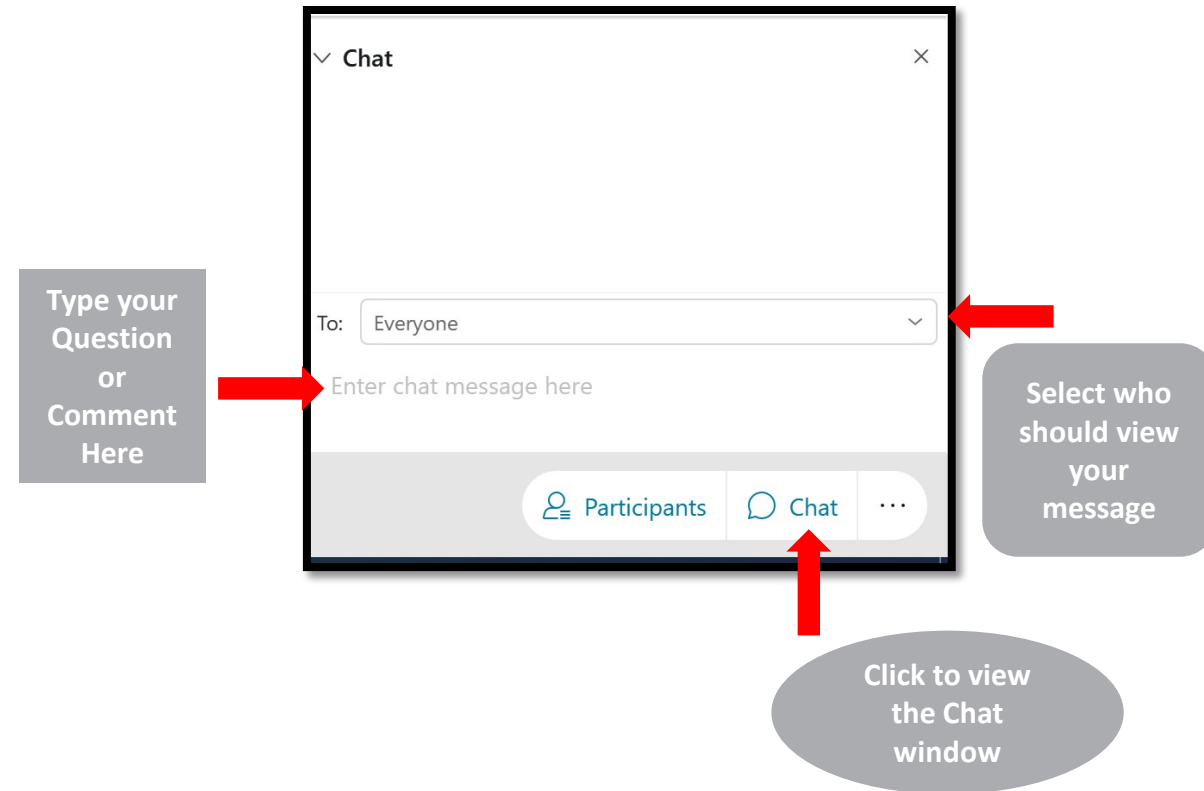 Chat
Type your
Question
or
Comment
Here
To: Everyone
Enter chat message here
Select who
should view
your
message
Participants Chat ...
Click to view
the Chat
window